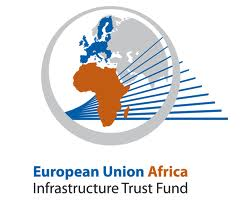 European Union Africa
Infrastructure Trust Fund